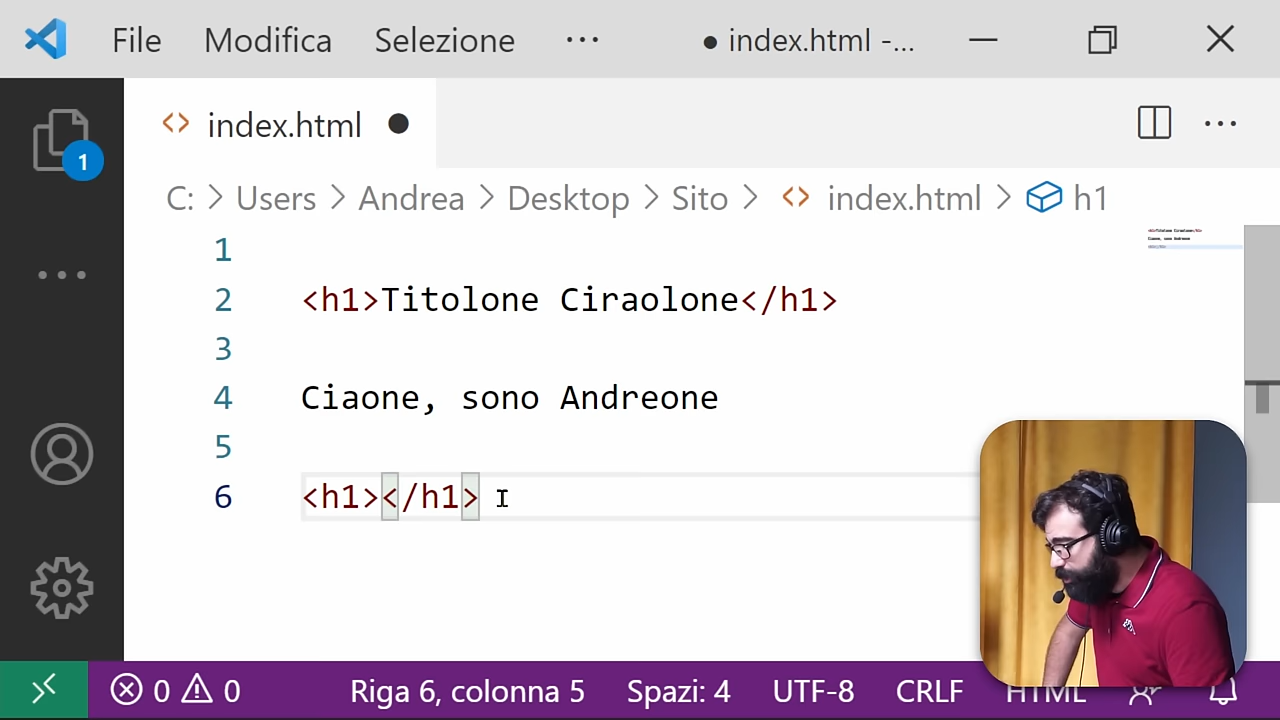 File Modifica Selezione ··· ● index.html -...
1
<> index.html ● ···
C: > Users > Andrea > Desktop > Sito > <> index.html > h1
1
2 <h1>Titolone Ciraolone</h1>
3
4 Ciaone, sono Andreone
5
6 <h1></h1>
0 0 Riga 6, colonna 5 Spazi: 4 UTF-8 CRLF HTML